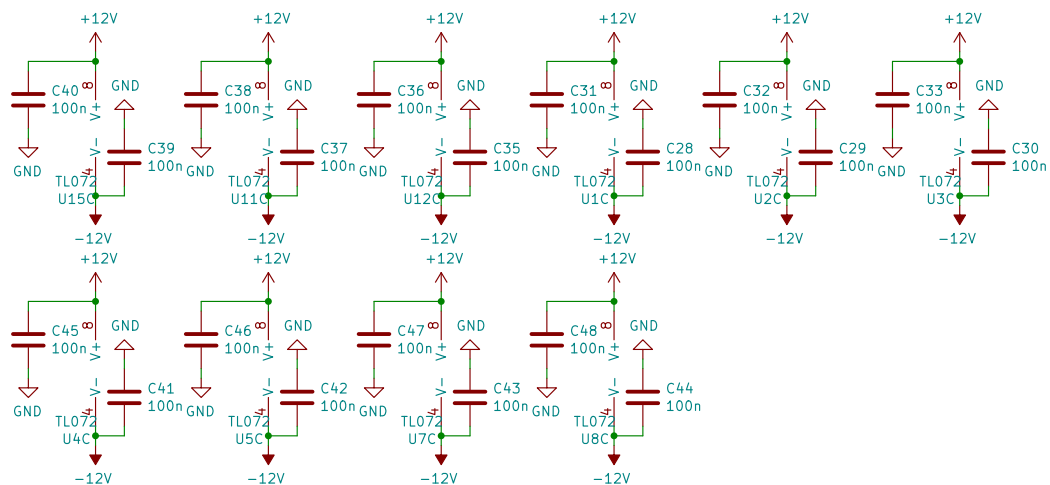 +12V +12V +12V +12V +12V +12V
C40 8 GND C38 8 GND C36 8 GND C31 8 GND C32 8 GND C33 8 GND
100n V+ 100n V+ 100n V+ 100n V+ 100n V+ 100n V+
V- C39 V- C37 V- C35 V- C28 V- C29 V- C30
GND 4 100n GND 4 100n GND 4 100n GND 4 100n GND 4 100n GND 4 100n
TL072 TL072 TL072 TL072 TL072 TL072
U15C U11C U12C U1C U2C U3C
-12V -12V -12V -12V -12V -12V
+12V +12V +12V +12V
C45 8 GND C46 8 GND C47 8 GND C48 8 GND
100n V+ 100n V+ 100n V+ 100n V+
V- C41 V- C42 V- C43 V- C44
GND 4 100n GND 4 100n GND 4 100n GND 4 100n
TL072 TL072 TL072 TL072
U4C U5C U7C U8C
-12V -12V -12V -12V